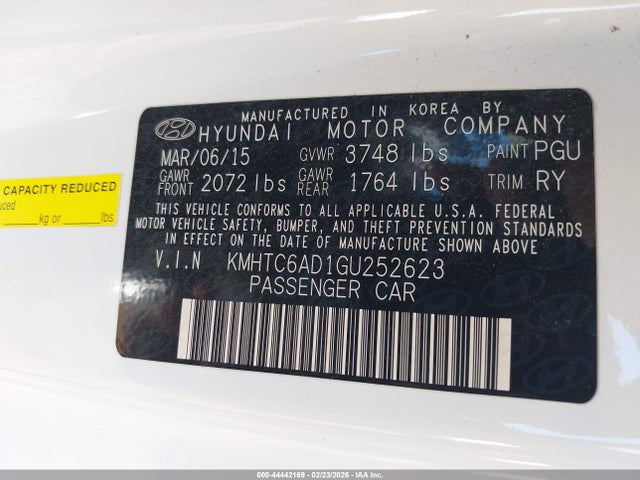 MANUFACTURED IN KOREA BY
HYUNDAI MOTOR COMPANY
MAR/06/15 GVWR 3748 lbs PAINT PGU
GAWR FRONT 2072 lbs GAWR REAR 1764 lbs TRIM RY
THIS VEHICLE CONFORMS TO ALL APPLICABLE U.S.A. FEDERAL
MOTOR VEHICLE SAFETY, BUMPER, AND THEFT PREVENTION STANDARDS
IN EFFECT ON THE DATE OF MANUFACTURE SHOWN ABOVE
V.I.N KMHTC6AD1GU252623
PASSENGER CAR
CAPACITY REDUCED
kg or ____lbs
000-44442169 - 02/23/2026 - COPYRIGHT IAA, LLC.